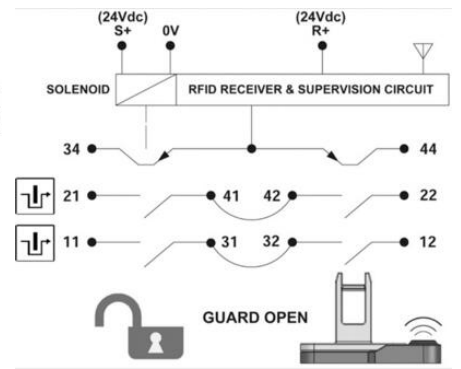 (24Vdc) (24Vdc)
S+ 0V R+
SOLENOID RFID RECEIVER & SUPERVISION CIRCUIT
34 44
21 41 42 22
11 31 32 12
GUARD OPEN